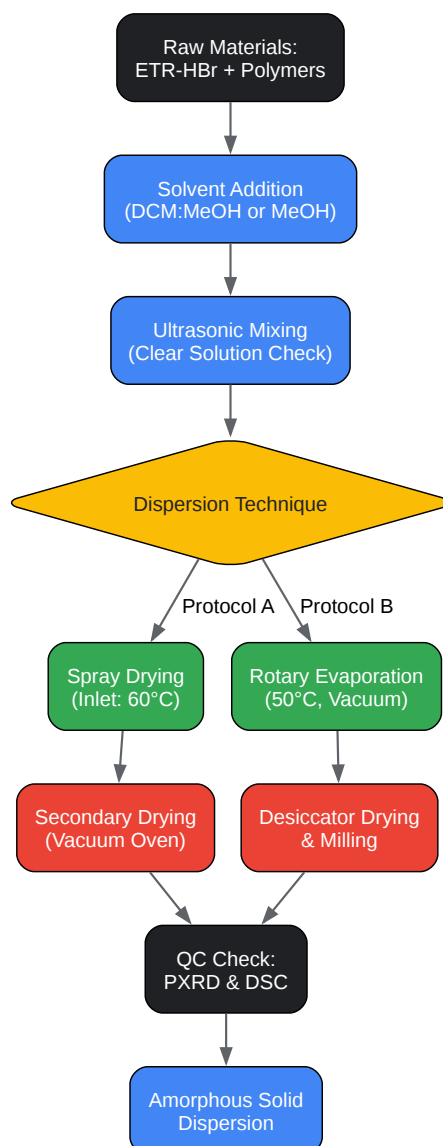 Raw Materials:
ETR-HBr + Polymers
Solvent Addition
(DCM:MeOH or MeOH)
Ultrasonic Mixing
(Clear Solution Check)
Dispersion Technique
Protocol A
Protocol B
Spray Drying
(Inlet: 60°C)
Rotary Evaporation
(50°C, Vacuum)
Secondary Drying
(Vacuum Oven)
Desiccator Drying
& Milling
QC Check:
PXRD & DSC
Amorphous Solid
Dispersion